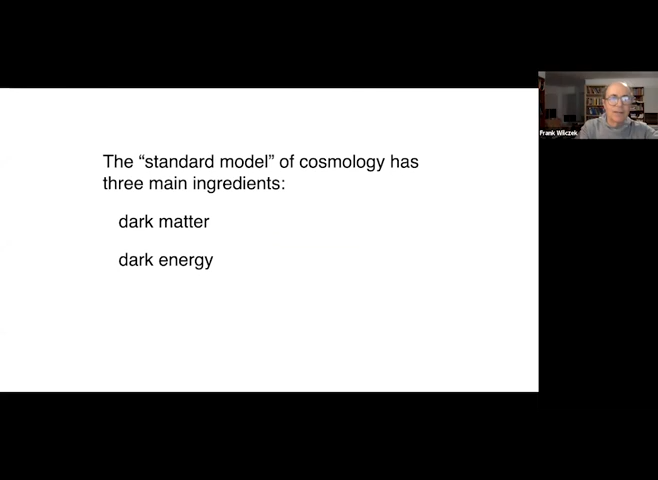 The “standard model” of cosmology has
three main ingredients:
dark matter
dark energy
Frank Wilczek